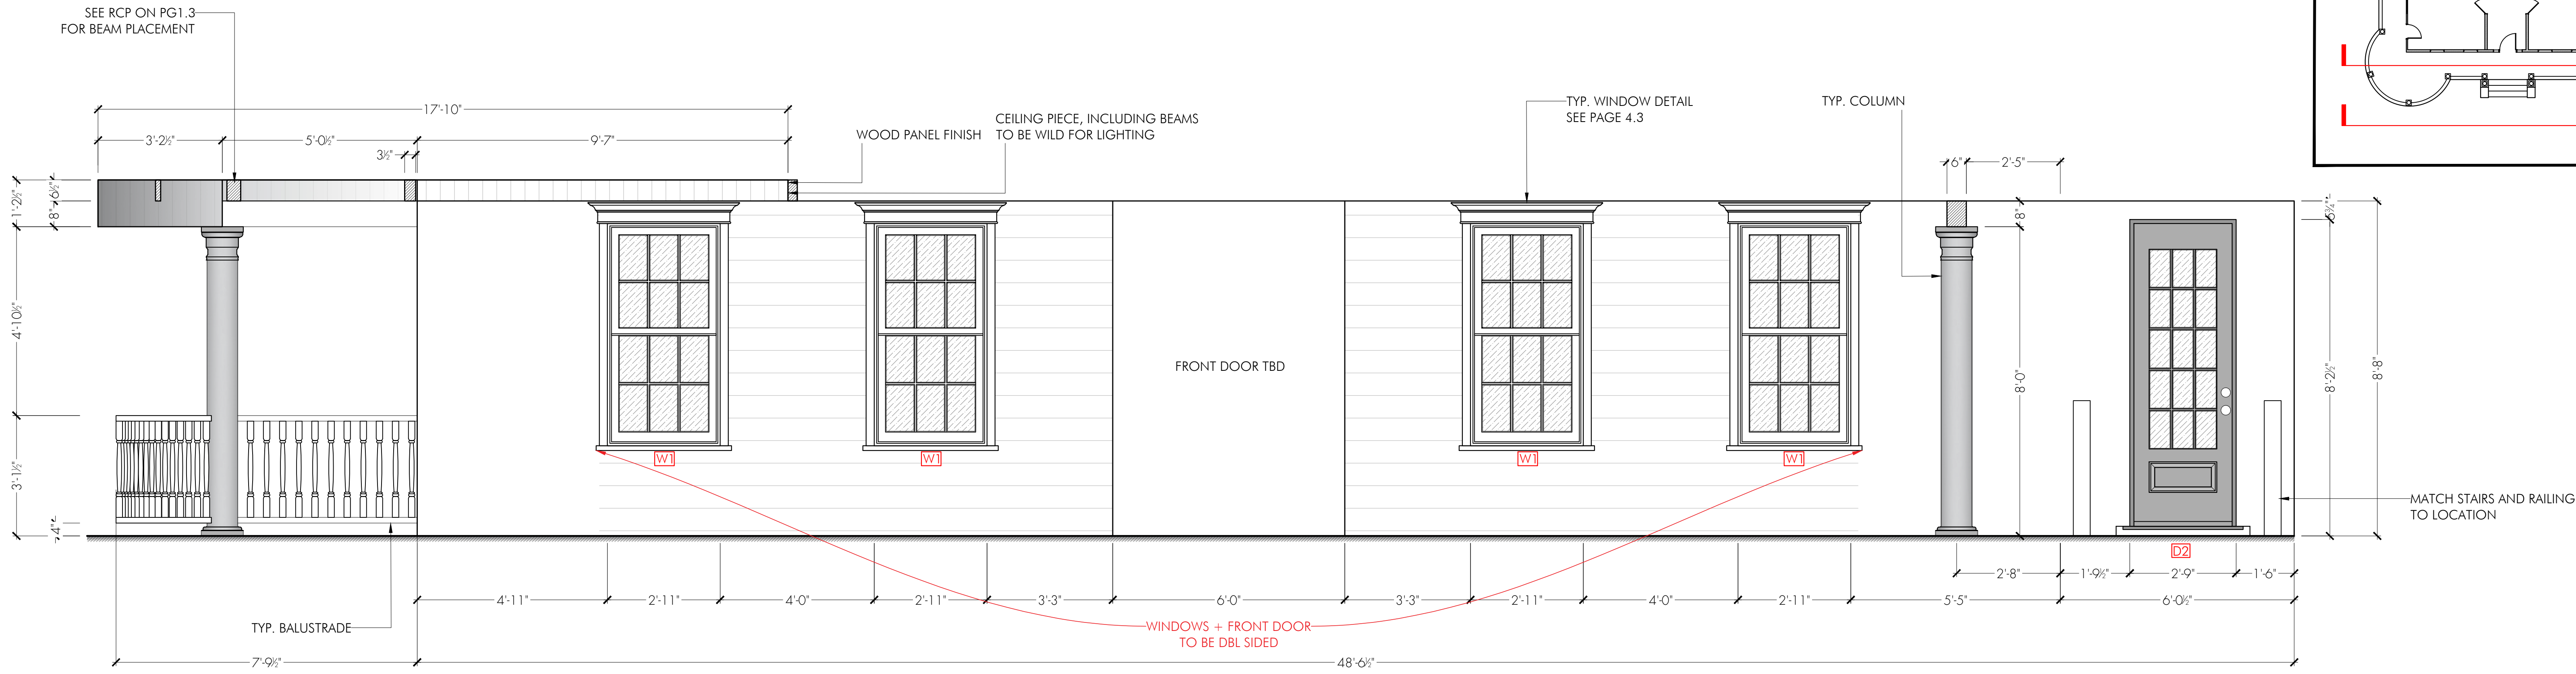 SEE RCP ON PG1.3
FOR BEAM PLACEMENT
17'-10"
3'-2½"
5'-0½"
9'-7"
3½"
WOOD PANEL FINISH
CEILING PIECE, INCLUDING BEAMS
TO BE WILD FOR LIGHTING
TYP. WINDOW DETAIL
SEE PAGE 4.3
TYP. COLUMN
6"
2'-5"
1'-2½"
6½"
8"
4'-10½"
3'-1½"
4"
8"
8'-0"
5¾"
8'-2½"
8'-8"
FRONT DOOR TBD
W1
W1
W1
W1
D2
MATCH STAIRS AND RAILING
TO LOCATION
2'-8"
1'-9½"
2'-9"
1'-6"
4'-11"
2'-11"
4'-0"
2'-11"
3'-3"
6'-0"
3'-3"
2'-11"
4'-0"
2'-11"
5'-5"
6'-0½"
TYP. BALUSTRADE
WINDOWS + FRONT DOOR
TO BE DBL SIDED
7'-9½"
48'-6½"